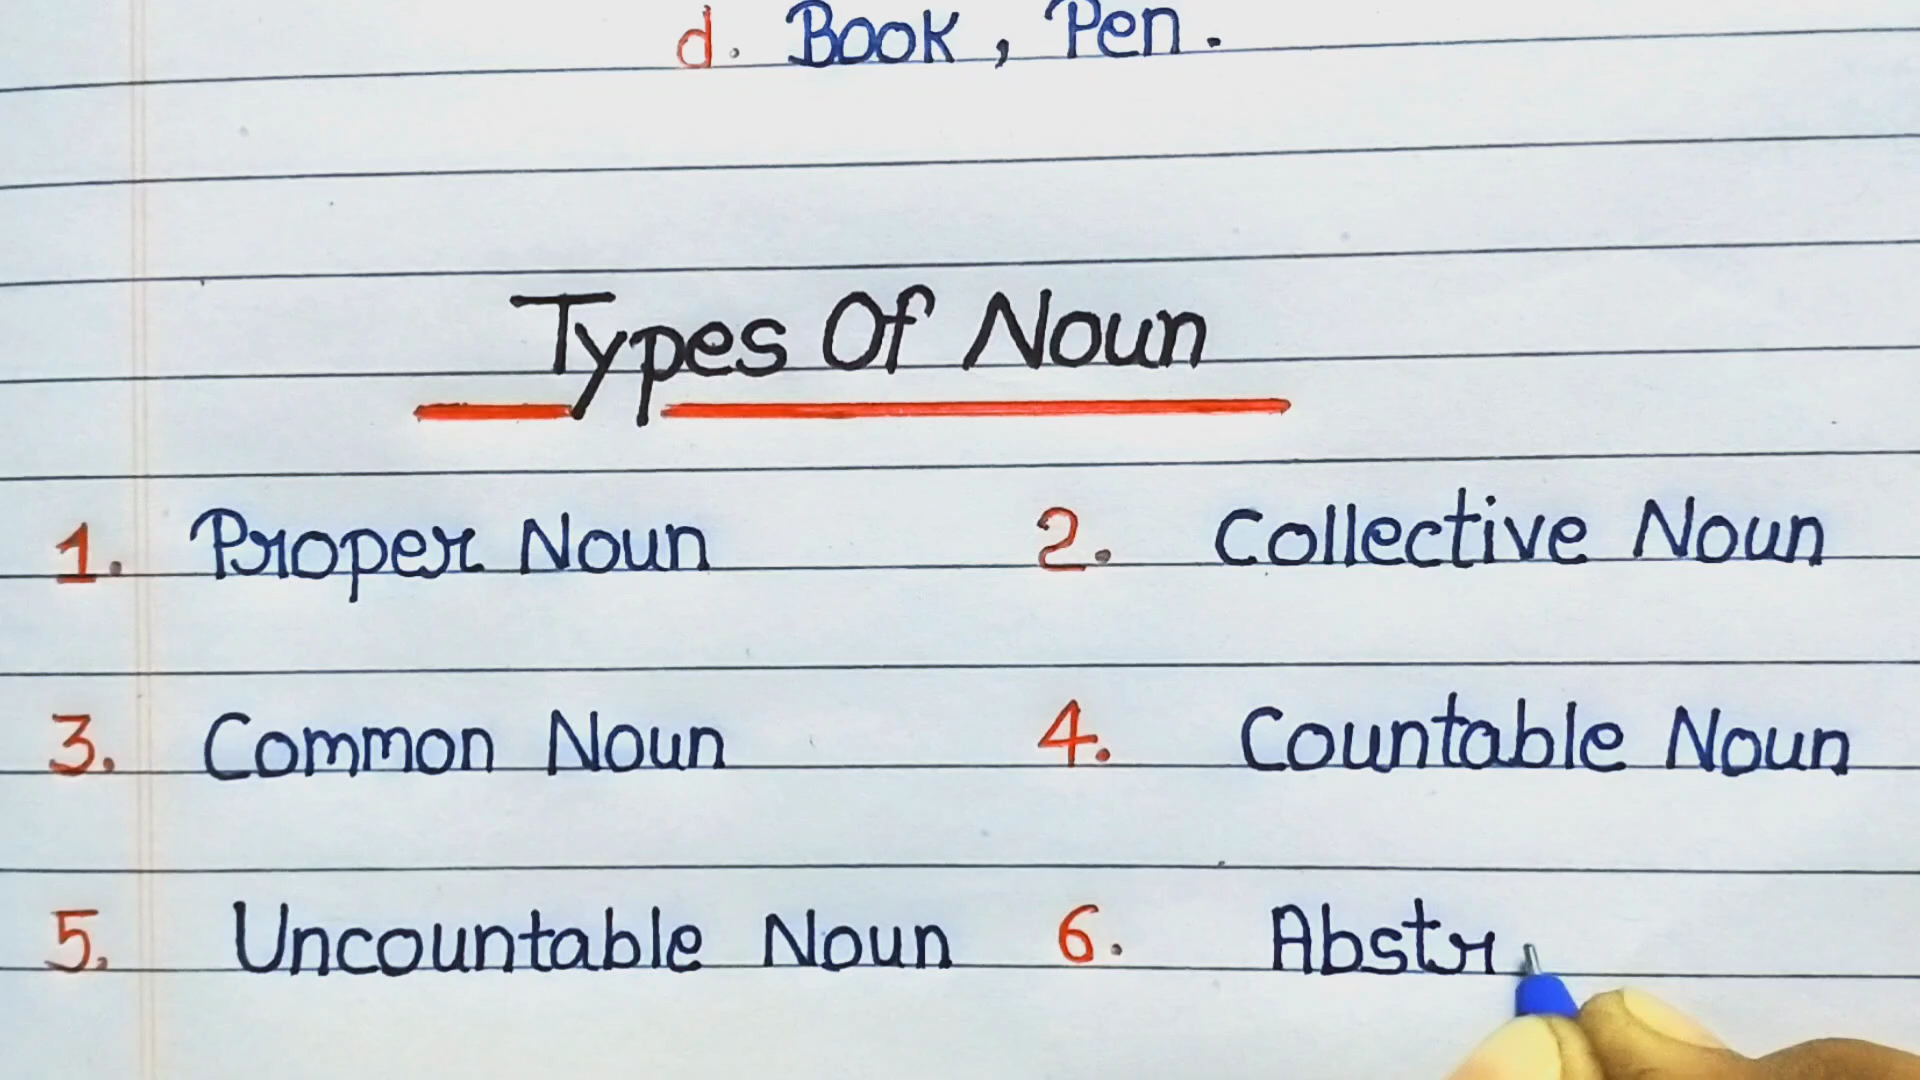 d. Book, Pen.
Types Of Noun
1. Proper Noun 2. Collective Noun
3. Common Noun 4. Countable Noun
5. Uncountable Noun 6. Abstr